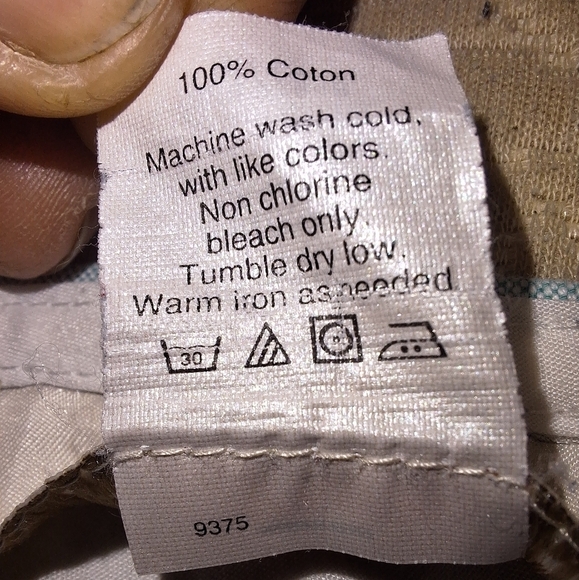 100% Coton
Machine wash cold.
with like colors.
Non chlorine
bleach only.
Tumble dry low.
Warm iron as needed
30
9375